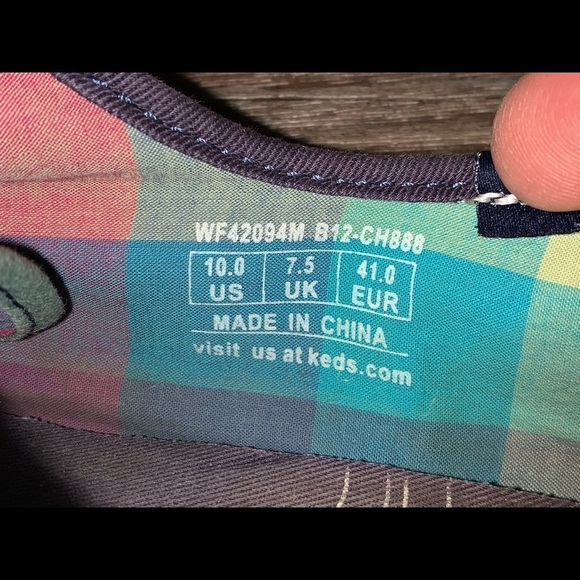 WF42094M B12-CH888
10.0 7.5 41.0
US UK EUR
MADE IN CHINA
visit us at keds.com